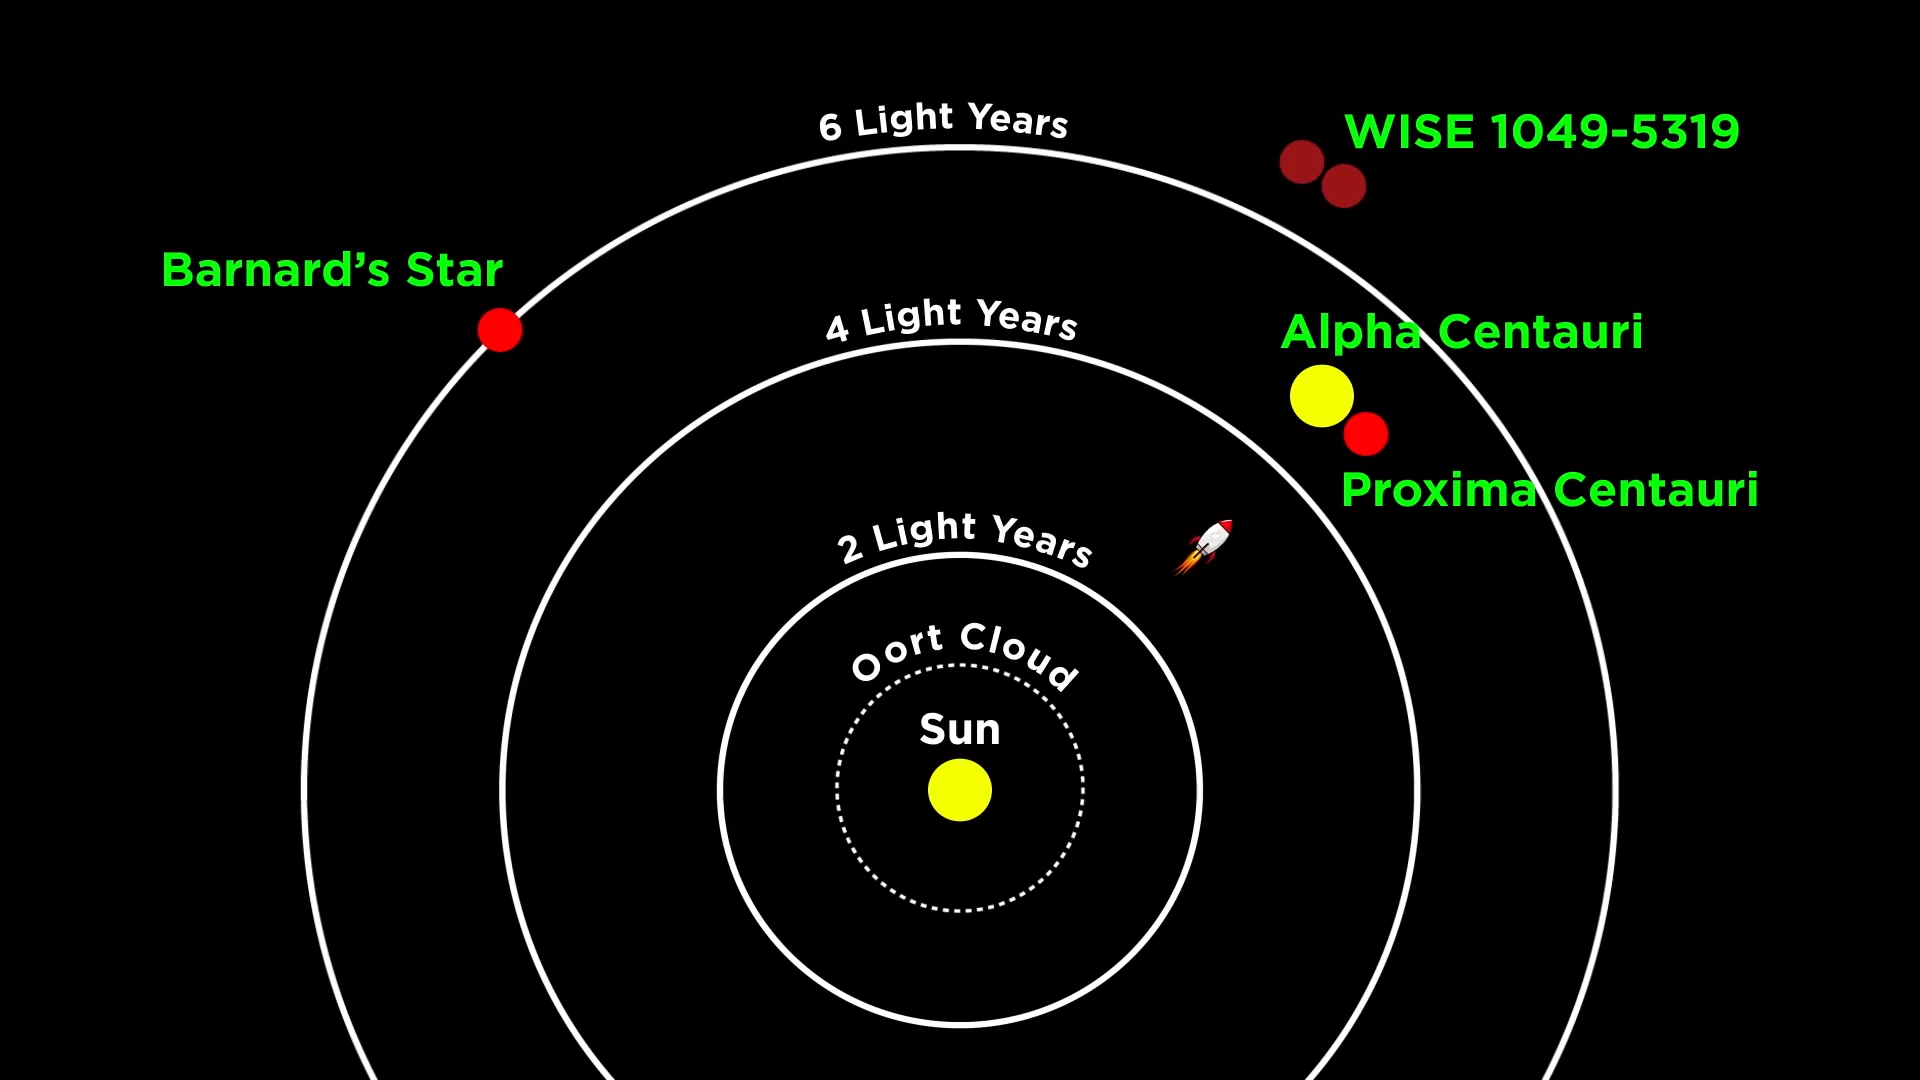 6 Light Years
WISE 1049-5319
Barnard’s Star
4 Light Years
Alpha Centauri
Proxima Centauri
2 Light Years
Oort Cloud
Sun